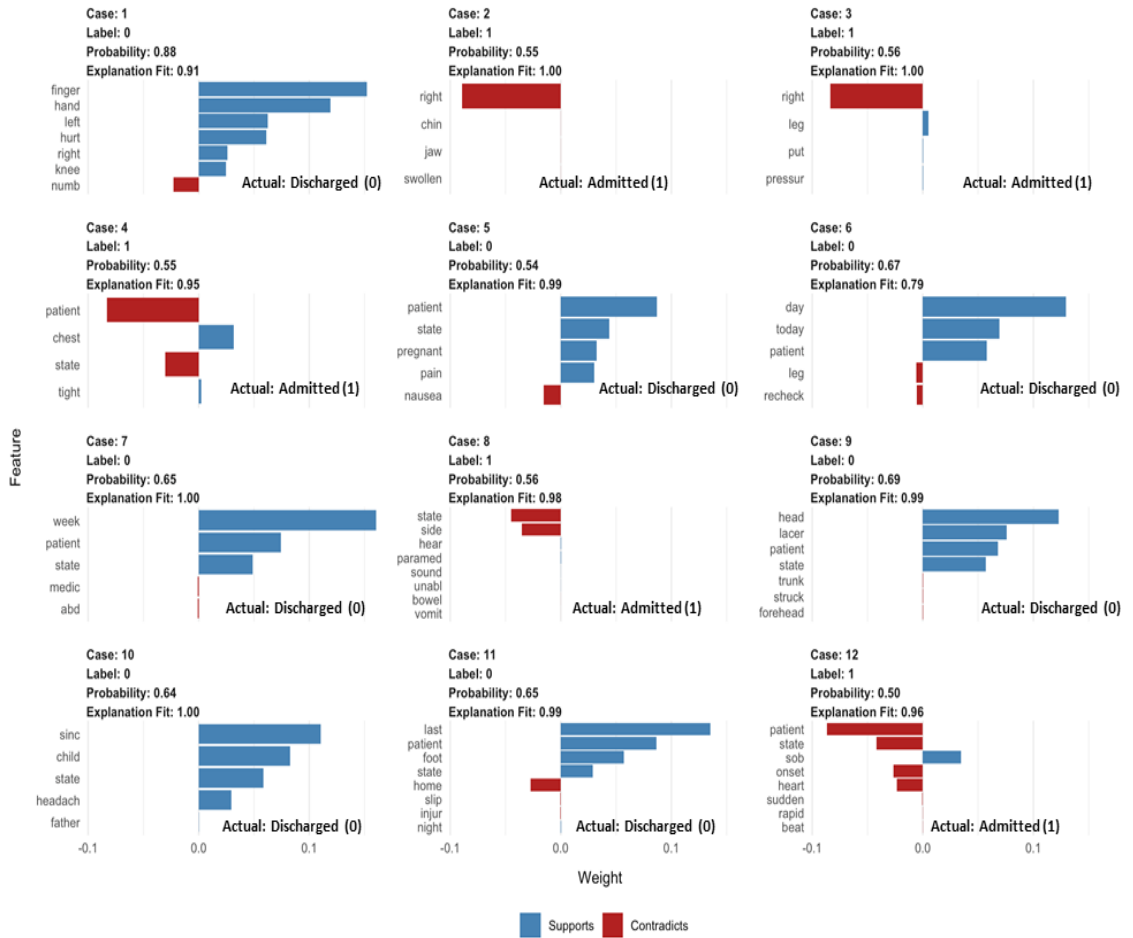 Case: 1
Label: 0
Probability: 0.88
Explanation Fit: 0.91
finger
hand
left
hurt
right
knee
numb
Actual: Discharged (0)
Case: 2
Label: 1
Probability: 0.55
Explanation Fit: 1.00
right
chin
jaw
swollen
Actual: Admitted (1)
Case: 3
Label: 1
Probability: 0.56
Explanation Fit: 1.00
right
leg
put
pressur
Actual: Admitted (1)
Case: 4
Label: 1
Probability: 0.55
Explanation Fit: 0.95
patient
chest
state
tight
Actual: Admitted (1)
Case: 5
Label: 0
Probability: 0.54
Explanation Fit: 0.99
patient
state
pregnant
pain
nausea
Actual: Discharged (0)
Case: 6
Label: 0
Probability: 0.67
Explanation Fit: 0.79
day
today
patient
leg
recheck
Actual: Discharged (0)
Feature
Case: 7
Label: 0
Probability: 0.65
Explanation Fit: 1.00
week
patient
state
medic
abd
Actual: Discharged (0)
Case: 8
Label: 1
Probability: 0.56
Explanation Fit: 0.98
state
side
hear
paramed
sound
unabl
bowel
vomit
Actual: Admitted (1)
Case: 9
Label: 0
Probability: 0.69
Explanation Fit: 0.99
head
lacer
patient
state
trunk
struck
forehead
Actual: Discharged (0)
Case: 10
Label: 0
Probability: 0.64
Explanation Fit: 1.00
sinc
child
state
headach
father
Actual: Discharged (0)
Case: 11
Label: 0
Probability: 0.65
Explanation Fit: 0.99
last
patient
foot
state
home
slip
injur
night
Actual: Discharged (0)
Case: 12
Label: 1
Probability: 0.50
Explanation Fit: 0.96
patient
state
sob
onset
heart
sudden
rapid
beat
Actual: Admitted (1)
-0.1 0.0 0.1 -0.1 0.0 0.1 -0.1 0.0 0.1
Weight
Supports Contradicts